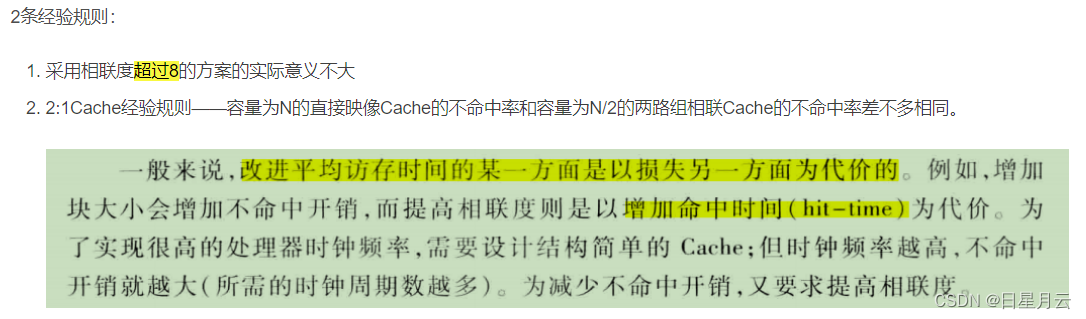 2条经验规则：
1. 采用相联度超过8的方案的实际意义不大
2. 2:1Cache经验规则——容量为N的直接映像Cache的不命中率和容量为N/2的两路组相联Cache的不命中率差不多相同。
一般来说,改进平均访存时间的某一方面是以损失另一方面为代价的。例如,增加
块大小会增加不命中开销,而提高相联度则是以增加命中时间(hit-time)为代价。为
了实现很高的处理器时钟频率,需要设计结构简单的 Cache;但时钟频率越高,不命中
开销就越大(所需的时钟周期数越多)。为减少不命中开销,又要求提高相联度。
CSDN @日星月云